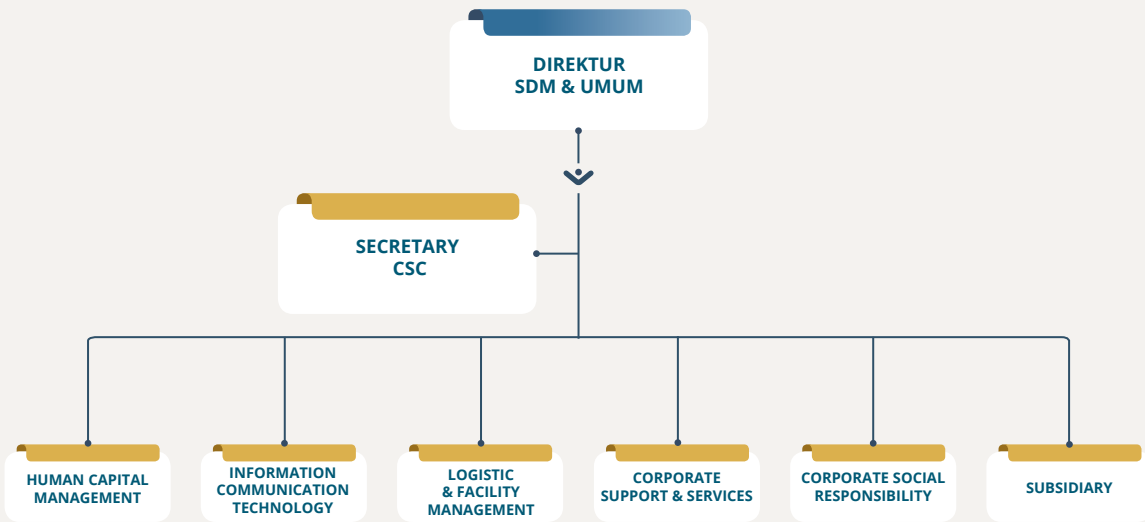 DIREKTUR
SDM & UMUM
SECRETARY
CSC
HUMAN CAPITAL
MANAGEMENT
INFORMATION
COMMUNICATION
TECHNOLOGY
LOGISTIC
& FACILITY
MANAGEMENT
CORPORATE
SUPPORT & SERVICES
CORPORATE SOCIAL
RESPONSIBILITY
SUBSIDIARY